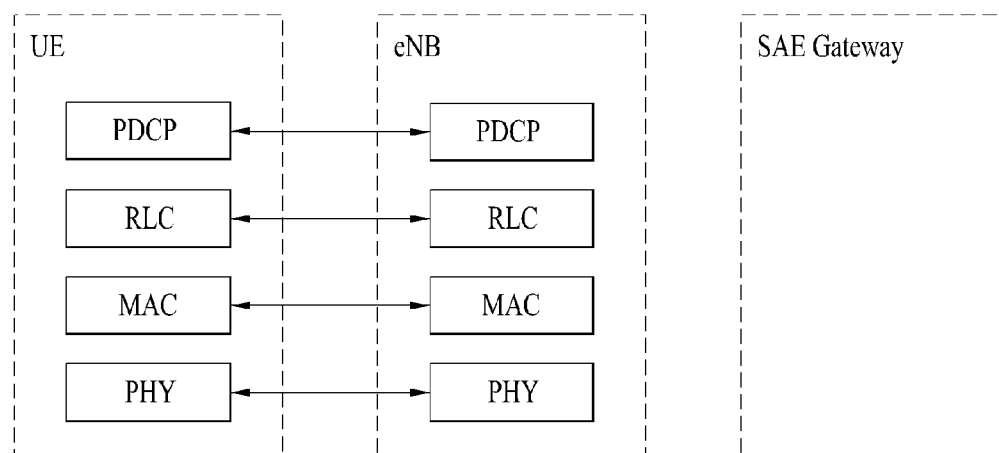 UE
eNB
SAE Gateway
PDCP
PDCP
RLC
RLC
MAC
MAC
PHY
PHY